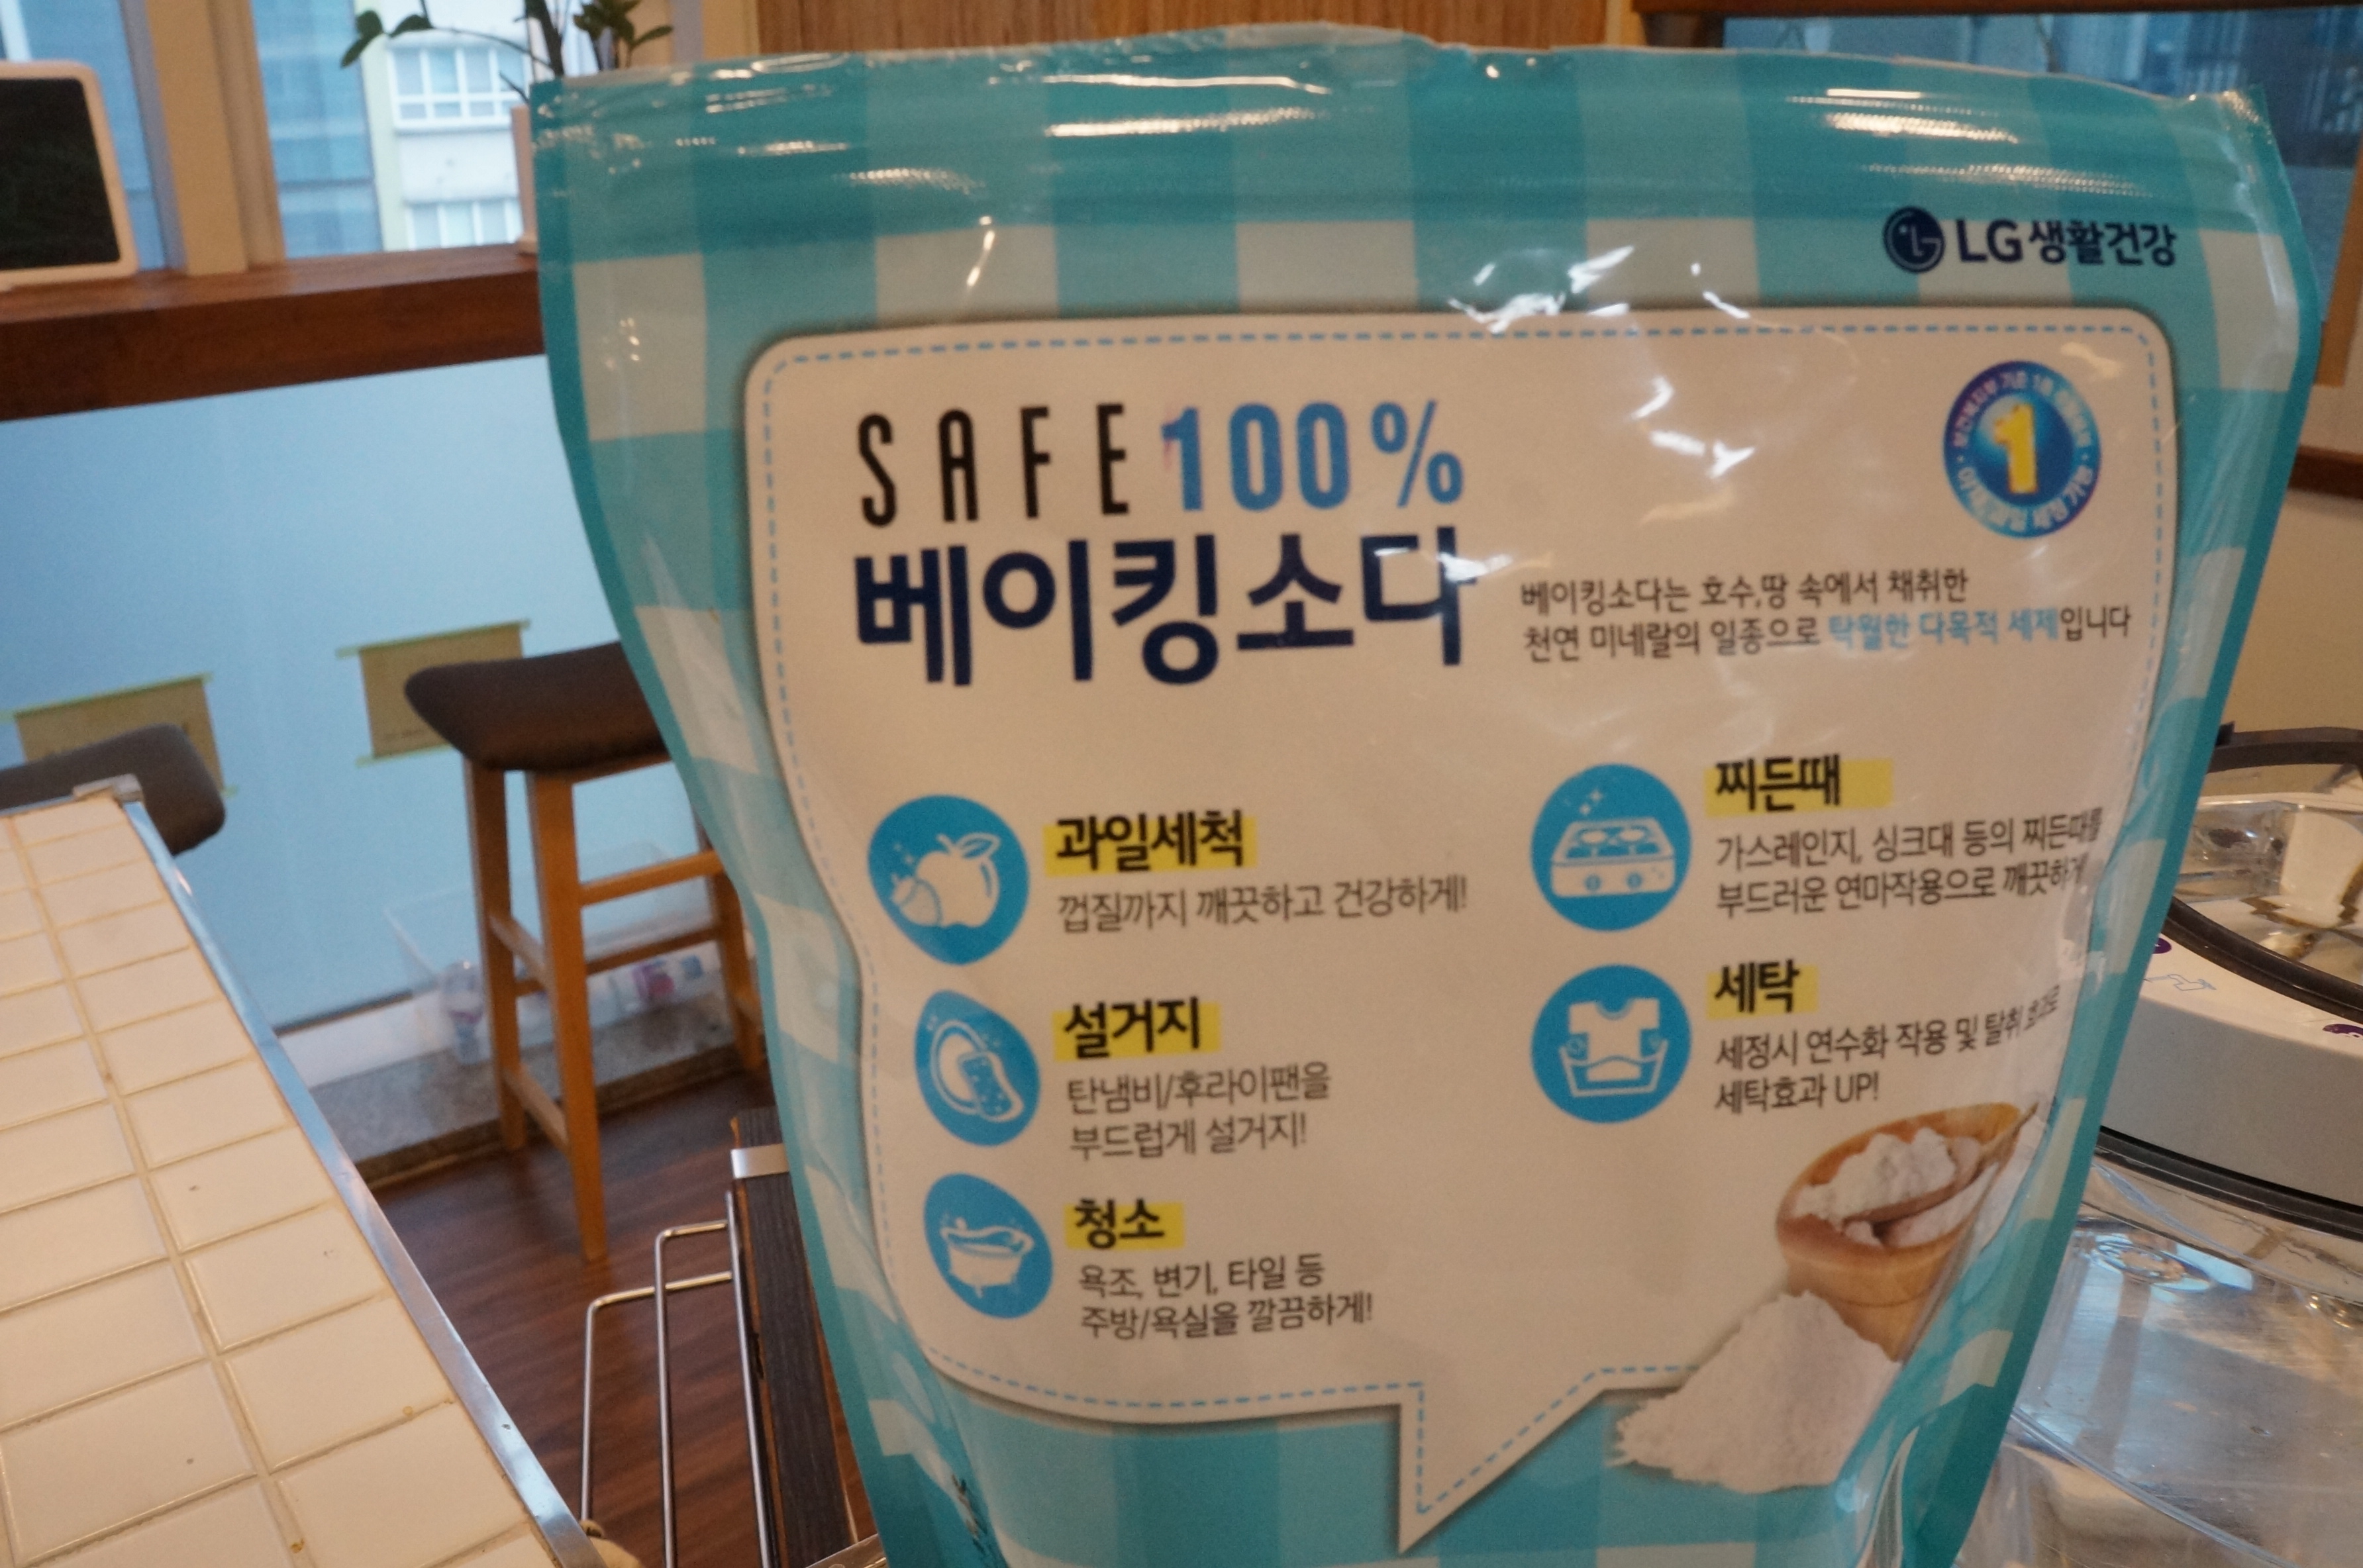 LG 생활건강
SAFE 100%
베이킹소다
1
베이킹소다는 호수,땅 속에서 채취한
천연 미네랄의 일종으로 탁월한 다목적 세제입니다
과일세척
껍질까지 깨끗하고 건강하게!
설거지
탄냄비/후라이팬을
부드럽게 설거지!
청소
욕조, 변기, 타일 등
주방/욕실을 깔끔하게!
찌든때
가스레인지, 싱크대 등의 찌든때를
부드러운 연마작용으로 깨끗하게
세탁
세정시 연수화 작용 및 탈취 효과로
세탁효과 UP!